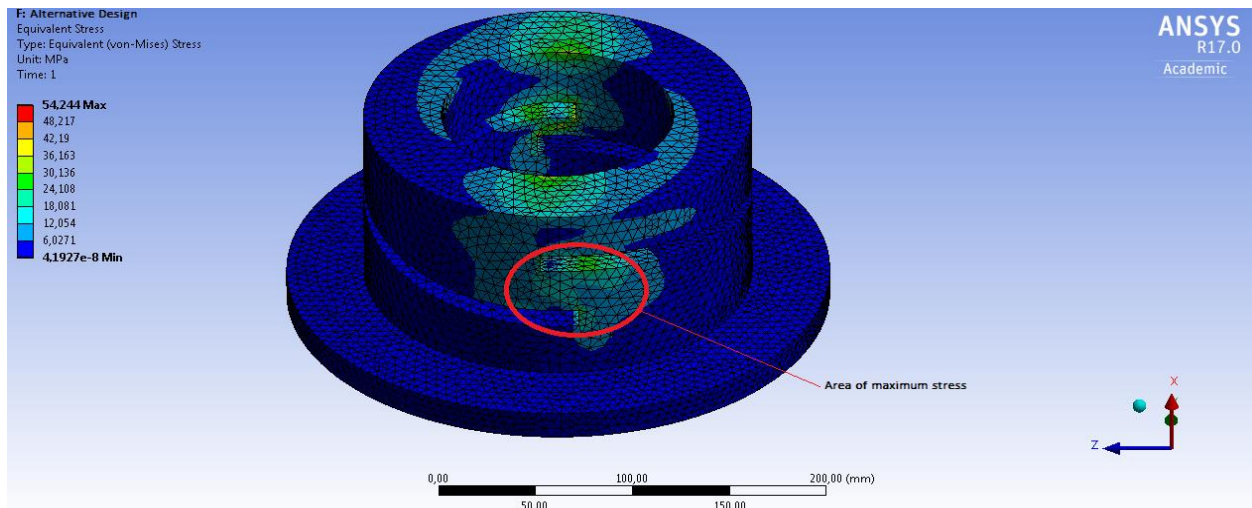 F: Alternative Design
Equivalent Stress
Type: Equivalent (von-Mises) Stress
Unit: MPa
Time: 1
54,244 Max
48,217
42,19
36,163
30,136
24,108
18,081
12,054
6,0271
4,1927e-8 Min
ANSYS
R17.0
Academic
Area of maximum stress
X
Z
0,00 100,00 200,00 (mm)
50,00 150,00